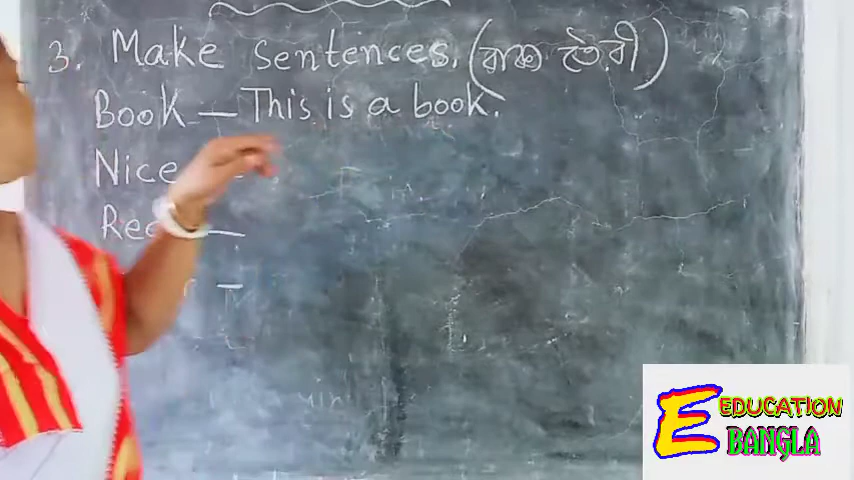 3. Make sentences. (বাক্য তৈরী)
Book — This is a book.
Nice
—
EDUCATION
BANGLA